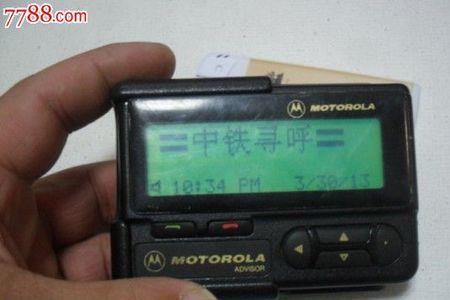 7788.com
MOTOROLA
=中铁寻呼=
10:34 PM 3/30/13
MOTOROLA
ADVISOR